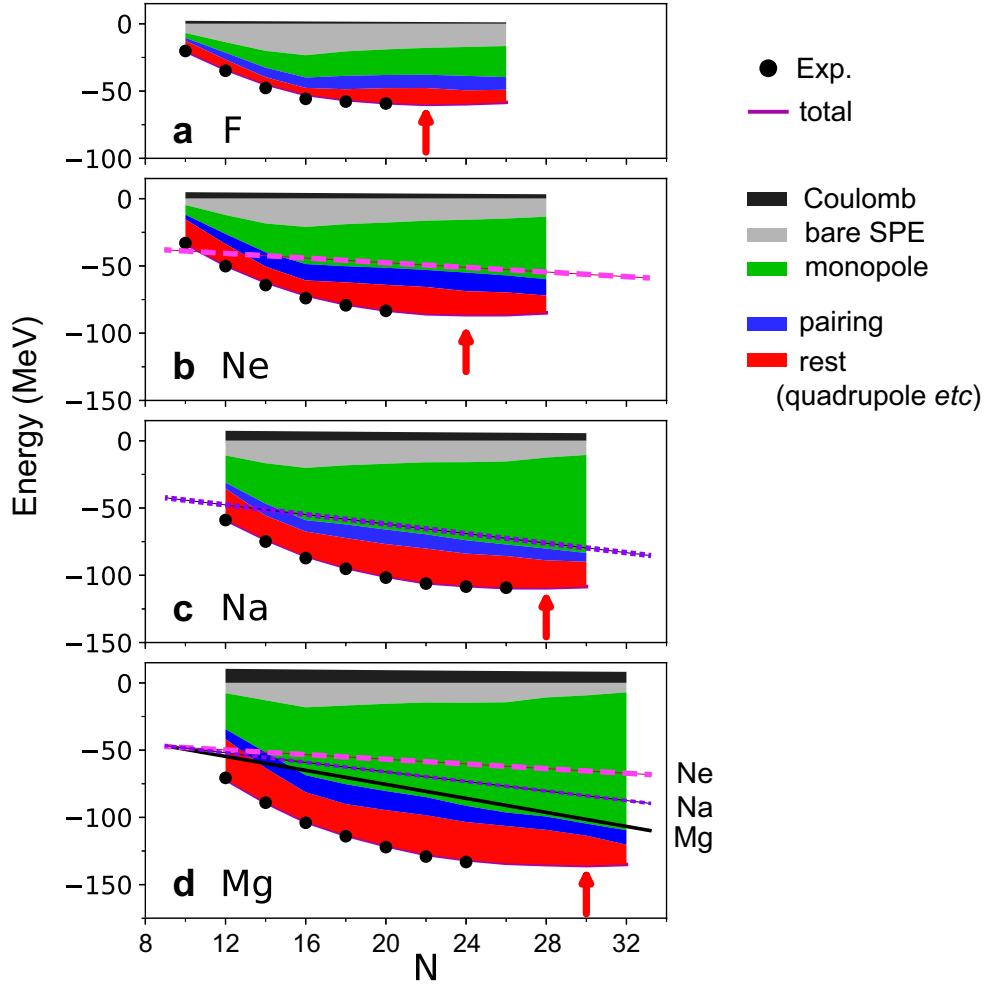 0
−50
−100
a F
0
−50
−100
−150
b Ne
0
−50
−100
−150
c Na
0
−50
−100
−150
d Mg
8 12 16 20 24 28 32
N
Energy (MeV)
Exp.
total
Coulomb
bare SPE
monopole
pairing
rest
(quadrupole etc)
Ne
Na
Mg